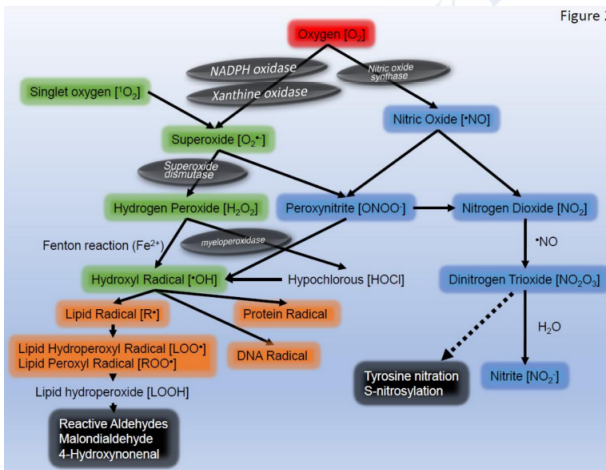 Figure 2
Oxygen [O₂]
NADPH oxidase
Nitric oxide
synthase
Xanthine oxidase
Singlet oxygen [¹O₂]
Nitric Oxide [•NO]
Superoxide [O₂•-]
Superoxide
dismutase
Hydrogen Peroxide [H₂O₂]
Peroxynitrite [ONOO-]
Nitrogen Dioxide [NO₂]
Fenton reaction (Fe²⁺)
myeloperoxidase
•NO
Hydroxyl Radical [•OH]
Hypochlorous [HOCl]
Dinitrogen Trioxide [NO₂O₃]
Lipid Radical [R•]
Protein Radical
H₂O
Lipid Hydroperoxyl Radical [LOO•]
Lipid Peroxyl Radical [ROO•]
DNA Radical
Tyrosine nitration
S-nitrosylation
Nitrite [NO₂-]
Lipid hydroperoxide [LOOH]
Reactive Aldehydes
Malondialdehyde
4-Hydroxynonenal